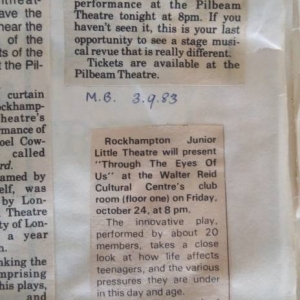 performance at the Pilbeam
Theatre tonight at 8pm. If you
haven't seen it, this is your last
opportunity to see a stage musi-
cal revue that is really different.
Tickets are available at the
Pilbeam Theatre.
M.B. 3.9.83
Rockhampton Junior
Little Theatre will present
"Through The Eyes Of
Us" at the Walter Reid
Cultural Centre's club
room (floor one) on Friday,
october 24, at 8 pm.
The innovative play,
performed by about 20
members, takes a close
look at how life affects
teenagers, and the various
pressures they are under
in this day and age.
ave the
hear the
of the
ts of the
t the Pil-
curtain
ckhamp-
heatre's
rmance of
oel Cow-
called
rd.
amed by
elf, was
by Lon-
Theatre
ty of Lon-
a year
h.
nking the
mprising
his plays,
and